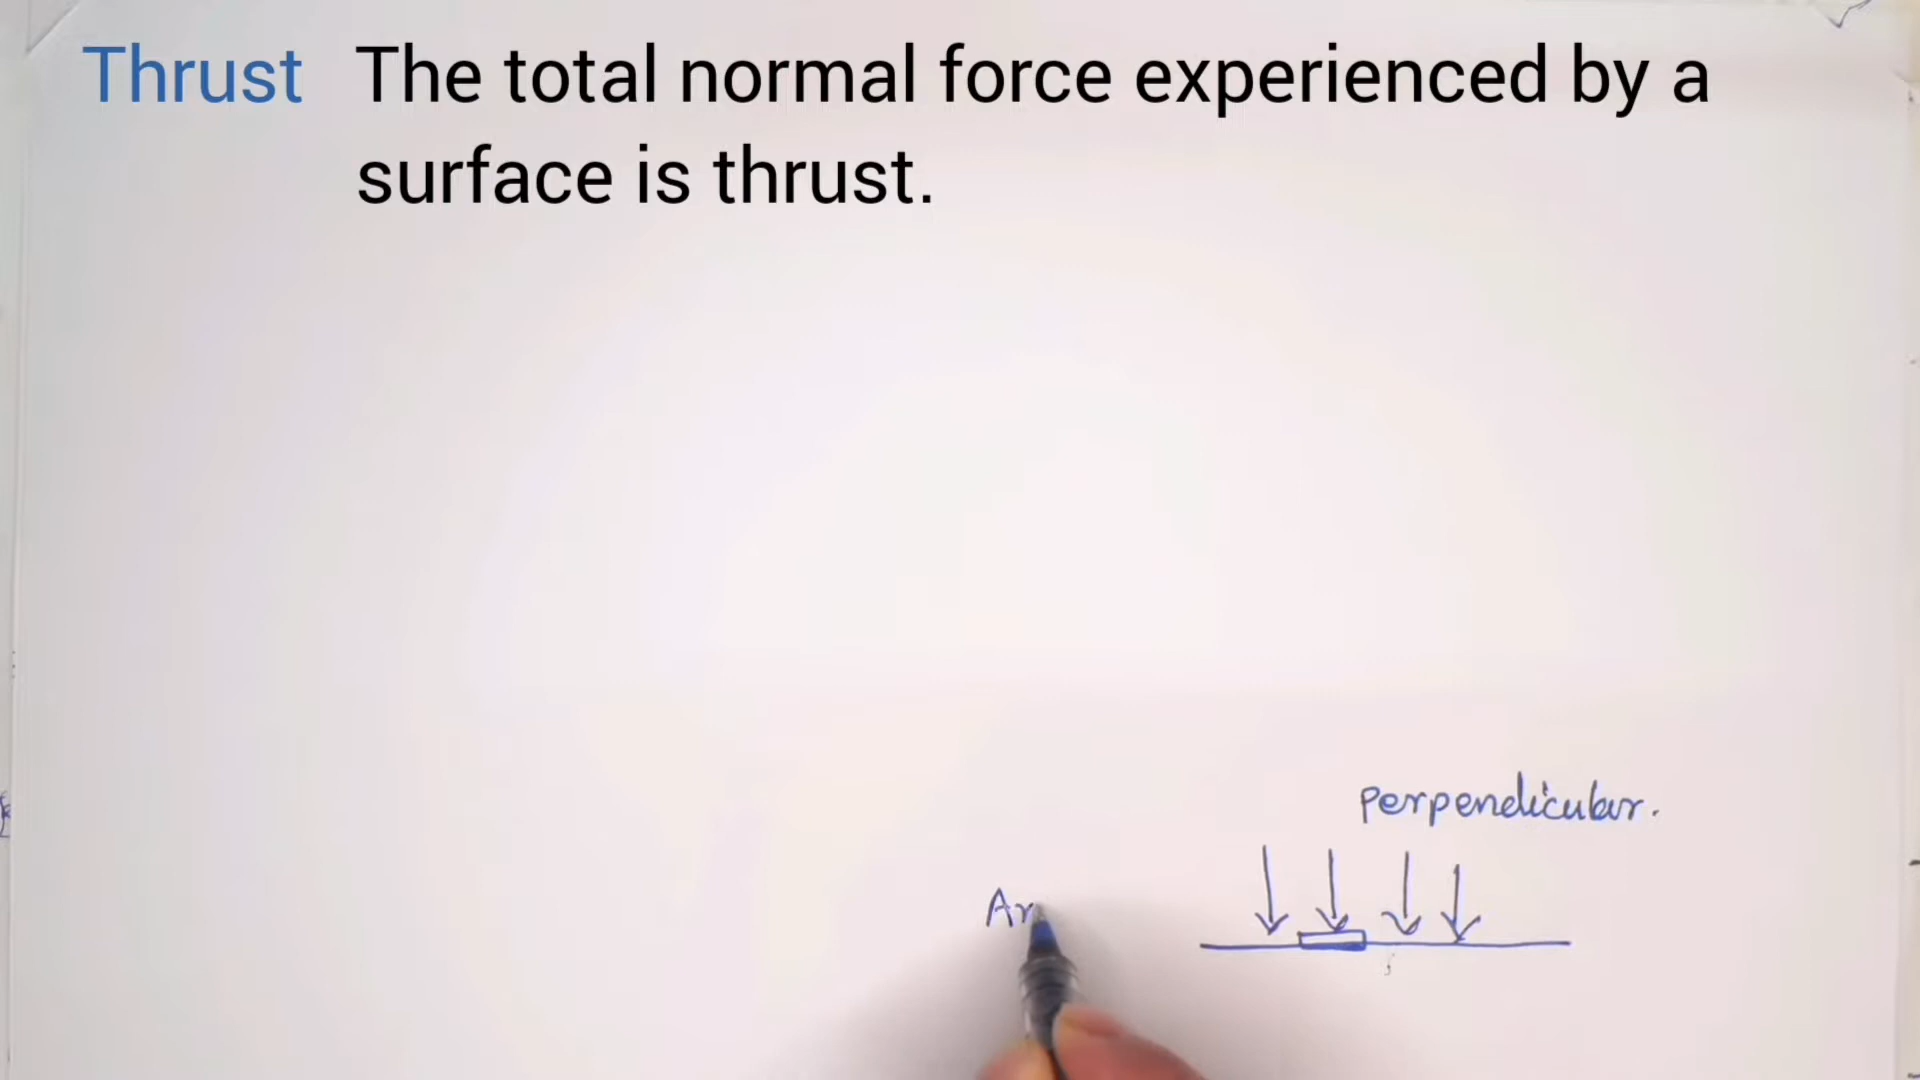 Thrust The total normal force experienced by a
surface is thrust.
perpendicular.
Ar